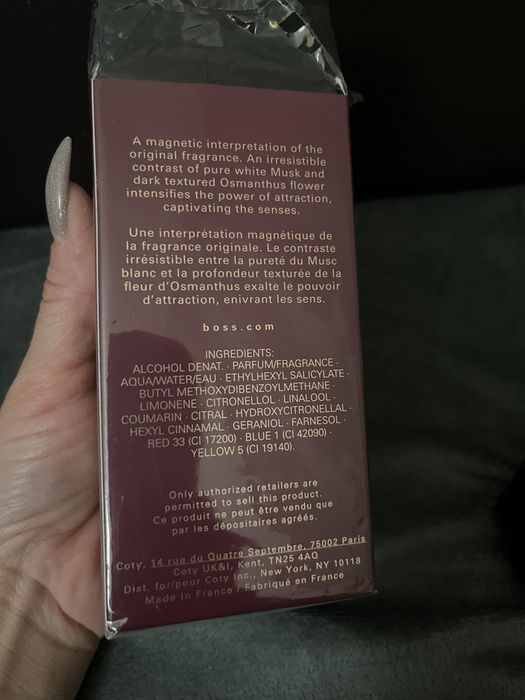 A magnetic interpretation of the
original fragrance. An irresistible
contrast of pure white Musk and
dark textured Osmanthus flower
intensifies the power of attraction,
captivating the senses.
Une interprétation magnétique de
la fragrance originale. Le contraste
irrésistible entre la pureté du Musc
blanc et la profondeur texturée de la
fleur d'Osmanthus exalte le pouvoir
d'attraction, enivrant les sens.
boss.com
INGREDIENTS:
ALCOHOL DENAT. · PARFUM/FRAGRANCE ·
AQUA/WATER/EAU · ETHYLHEXYL SALICYLATE ·
BUTYL METHOXYDIBENZOYLMETHANE ·
LIMONENE · CITRONELLOL · LINALOOL ·
COUMARIN · CITRAL · HYDROXYCITRONELLAL ·
HEXYL CINNAMAL · GERANIOL · FARNESOL ·
RED 33 (CI 17200) · BLUE 1 (CI 42090) ·
YELLOW 5 (CI 19140).
Only authorized retailers are
permitted to sell this product.
Ce produit ne peut être vendu que
par les dépositaires agréés.
Coty, 14 rue du Quatre Septembre, 75002 Paris
Coty UK&I, Kent, TN25 4AQ
Dist. for/pour Coty Inc., New York, NY 10118
Made in France / Fabriqué en France